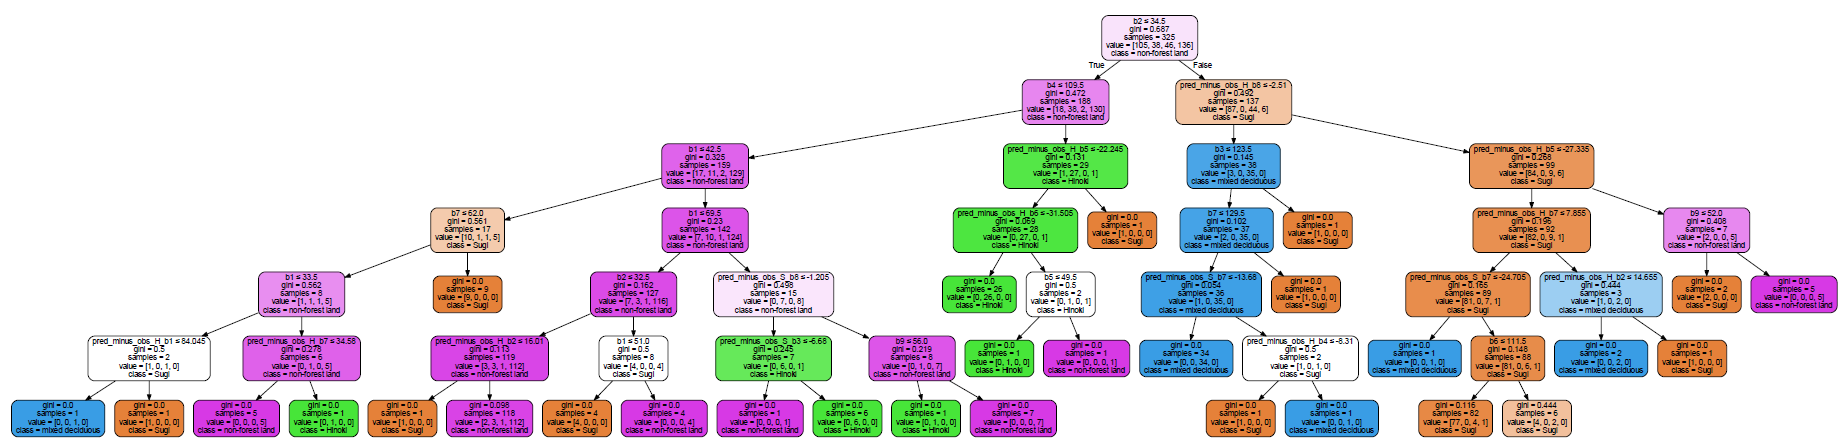 b2 ≤ 34.5
gini = 0.687
samples = 325
value = [105, 38, 46, 136]
class = non-forest land
True
False
b4 ≤ 109.5
gini = 0.472
samples = 188
value = [18, 38, 2, 130]
class = non-forest land
pred_minus_obs_H_b8 ≤ -2.51
gini = 0.492
samples = 137
value = [87, 0, 44, 6]
class = Sugi
b1 ≤ 42.5
gini = 0.325
samples = 159
value = [17, 11, 2, 129]
class = non-forest land
pred_minus_obs_H_b5 ≤ -22.245
gini = 0.131
samples = 29
value = [1, 27, 0, 1]
class = Hinoki
b3 ≤ 123.5
gini = 0.145
samples = 38
value = [3, 0, 35, 0]
class = mixed deciduous
pred_minus_obs_H_b5 ≤ -27.335
gini = 0.268
samples = 99
value = [84, 0, 9, 6]
class = Sugi
b7 ≤ 62.0
gini = 0.561
samples = 17
value = [10, 1, 1, 5]
class = Sugi
b1 ≤ 69.5
gini = 0.23
samples = 142
value = [7, 10, 1, 124]
class = non-forest land
pred_minus_obs_H_b6 ≤ -31.505
gini = 0.069
samples = 28
value = [0, 27, 0, 1]
class = Hinoki
gini = 0.0
samples = 1
value = [1, 0, 0, 0]
class = Sugi
b7 ≤ 129.5
gini = 0.102
samples = 37
value = [2, 0, 35, 0]
class = mixed deciduous
gini = 0.0
samples = 1
value = [1, 0, 0, 0]
class = Sugi
pred_minus_obs_H_b7 ≤ 7.855
gini = 0.196
samples = 92
value = [82, 0, 9, 1]
class = Sugi
b9 ≤ 52.0
gini = 0.408
samples = 7
value = [2, 0, 0, 5]
class = non-forest land
b1 ≤ 33.5
gini = 0.562
samples = 8
value = [1, 1, 1, 5]
class = non-forest land
gini = 0.0
samples = 9
value = [9, 0, 0, 0]
class = Sugi
b2 ≤ 32.5
gini = 0.162
samples = 127
value = [7, 3, 1, 116]
class = non-forest land
pred_minus_obs_S_b8 ≤ -1.205
gini = 0.498
samples = 15
value = [0, 7, 0, 8]
class = non-forest land
gini = 0.0
samples = 26
value = [0, 26, 0, 0]
class = Hinoki
b5 ≤ 49.5
gini = 0.5
samples = 2
value = [0, 1, 0, 1]
class = Hinoki
pred_minus_obs_S_b7 ≤ -13.68
gini = 0.054
samples = 36
value = [1, 0, 35, 0]
class = mixed deciduous
gini = 0.0
samples = 1
value = [1, 0, 0, 0]
class = Sugi
pred_minus_obs_S_b7 ≤ -24.705
gini = 0.165
samples = 89
value = [81, 0, 7, 1]
class = Sugi
pred_minus_obs_H_b2 ≤ 14.655
gini = 0.444
samples = 3
value = [1, 0, 2, 0]
class = mixed deciduous
gini = 0.0
samples = 2
value = [2, 0, 0, 0]
class = Sugi
gini = 0.0
samples = 5
value = [0, 0, 0, 5]
class = non-forest land
pred_minus_obs_H_b1 ≤ 84.045
gini = 0.5
samples = 2
value = [1, 0, 1, 0]
class = Sugi
pred_minus_obs_H_b7 ≤ 34.58
gini = 0.278
samples = 6
value = [0, 1, 0, 5]
class = non-forest land
pred_minus_obs_H_b2 ≤ 16.01
gini = 0.113
samples = 119
value = [3, 3, 1, 112]
class = non-forest land
b1 ≤ 51.0
gini = 0.5
samples = 8
value = [4, 0, 0, 4]
class = Sugi
pred_minus_obs_S_b3 ≤ -6.68
gini = 0.245
samples = 7
value = [0, 6, 0, 1]
class = Hinoki
b9 ≤ 56.0
gini = 0.219
samples = 8
value = [0, 1, 0, 7]
class = non-forest land
gini = 0.0
samples = 1
value = [0, 1, 0, 0]
class = Hinoki
gini = 0.0
samples = 1
value = [0, 0, 0, 1]
class = non-forest land
gini = 0.0
samples = 34
value = [0, 0, 34, 0]
class = mixed deciduous
pred_minus_obs_H_b4 ≤ -8.31
gini = 0.5
samples = 2
value = [1, 0, 1, 0]
class = Sugi
gini = 0.0
samples = 1
value = [0, 0, 1, 0]
class = mixed deciduous
b6 ≤ 111.5
gini = 0.148
samples = 88
value = [81, 0, 6, 1]
class = Sugi
gini = 0.0
samples = 2
value = [0, 0, 2, 0]
class = mixed deciduous
gini = 0.0
samples = 1
value = [1, 0, 0, 0]
class = Sugi
gini = 0.0
samples = 1
value = [0, 0, 1, 0]
class = mixed deciduous
gini = 0.0
samples = 1
value = [1, 0, 0, 0]
class = Sugi
gini = 0.0
samples = 5
value = [0, 0, 0, 5]
class = non-forest land
gini = 0.0
samples = 1
value = [0, 1, 0, 0]
class = Hinoki
gini = 0.0
samples = 1
value = [1, 0, 0, 0]
class = Sugi
gini = 0.098
samples = 118
value = [2, 3, 1, 112]
class = non-forest land
gini = 0.0
samples = 4
value = [4, 0, 0, 0]
class = Sugi
gini = 0.0
samples = 4
value = [0, 0, 0, 4]
class = non-forest land
gini = 0.0
samples = 1
value = [0, 0, 0, 1]
class = non-forest land
gini = 0.0
samples = 6
value = [0, 6, 0, 0]
class = Hinoki
gini = 0.0
samples = 1
value = [0, 1, 0, 0]
class = Hinoki
gini = 0.0
samples = 7
value = [0, 0, 0, 7]
class = non-forest land
gini = 0.0
samples = 1
value = [1, 0, 0, 0]
class = Sugi
gini = 0.0
samples = 1
value = [0, 0, 1, 0]
class = mixed deciduous
gini = 0.116
samples = 82
value = [77, 0, 4, 1]
class = Sugi
gini = 0.444
samples = 6
value = [4, 0, 2, 0]
class = Sugi